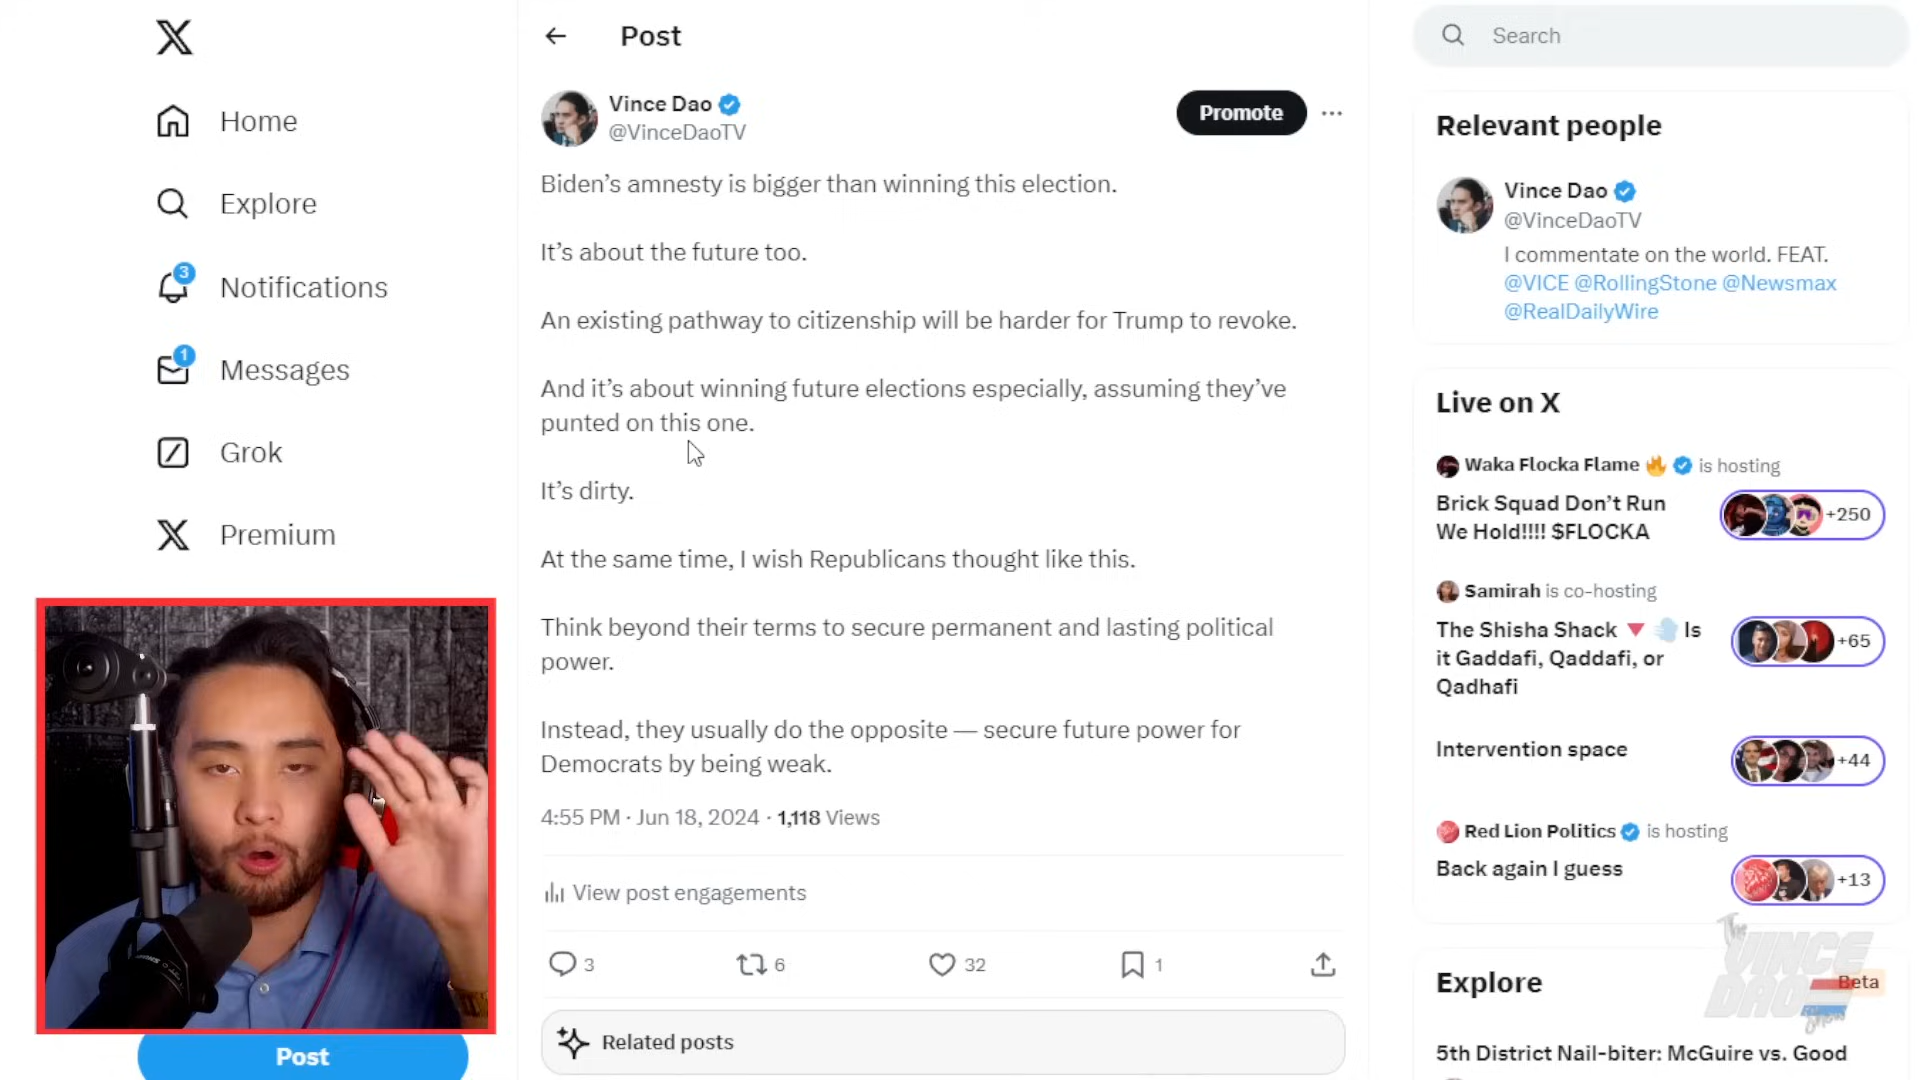 Home
Explore
3
Notifications
1
Messages
Grok
Premium
Post
Post
Vince Dao
@VinceDaoTV
Promote
Biden’s amnesty is bigger than winning this election.
It’s about the future too.
An existing pathway to citizenship will be harder for Trump to revoke.
And it’s about winning future elections especially, assuming they’ve
punted on this one.
It’s dirty.
At the same time, I wish Republicans thought like this.
Think beyond their terms to secure permanent and lasting political
power.
Instead, they usually do the opposite — secure future power for
Democrats by being weak.
4:55 PM · Jun 18, 2024 · 1,118 Views
View post engagements
3
6
32
1
Related posts
Search
Relevant people
Vince Dao
@VinceDaoTV
I commentate on the world. FEAT.
@VICE @RollingStone @Newsmax
@RealDailyWire
Live on X
Waka Flocka Flame 🔥 is hosting
Brick Squad Don’t Run
We Hold!!!! $FLOCKA
+250
Samirah is co-hosting
The Shisha Shack 🔻 💨 Is
it Gaddafi, Qaddafi, or
Qadhafi
+65
Intervention space
+44
Red Lion Politics is hosting
Back again I guess
+13
The
VINCE
DAO
Show
Explore
Beta
5th District Nail-biter: McGuire vs. Good